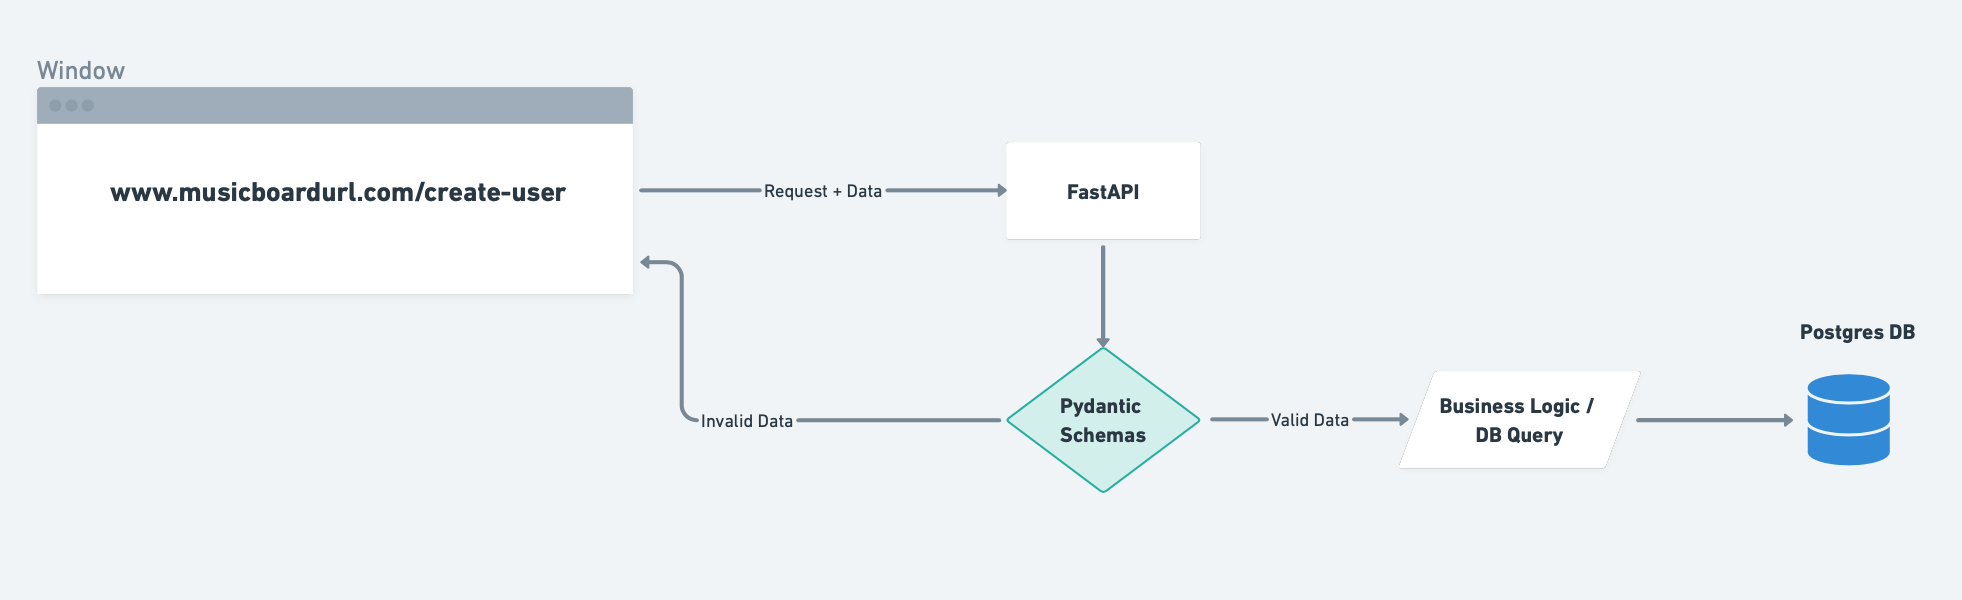 Window
www.musicboardurl.com/create-user
Request + Data
FastAPI
Postgres DB
Invalid Data
Pydantic
Schemas
Valid Data
Business Logic /
DB Query